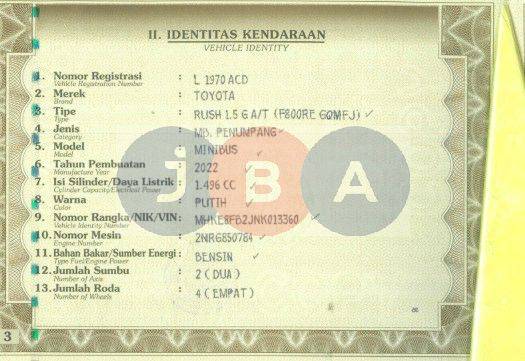 II. IDENTITAS KENDARAAN
VEHICLE IDENTITY
1. Nomor Registrasi : L 1970 ACD
Vehicle Registration Number
2. Merek : TOYOTA
Brand
3. Tipe : RUSH 1.5 G A/T (F800RE GQMFJ)
Type
4. Jenis : MB. PENUMPANG
Category
5. Model : MINIBUS
Model
6. Tahun Pembuatan : 2022
Manufacture Year
7. Isi Silinder/Daya Listrik : 1.496 CC
Cylinder Capacity/Electrical Power
8. Warna : PUTIH
Color
9. Nomor Rangka/NIK/VIN : MHKE8FB2JNK013360
Vehicle Identity Number
10. Nomor Mesin : 2NRG850784
Engine Number
11. Bahan Bakar/Sumber Energi : BENSIN
Type Fuel/Engine Power
12. Jumlah Sumbu : 2 ( DUA )
Number of Axis
13. Jumlah Roda : 4 ( EMPAT )
Number of Wheels
JBA
3